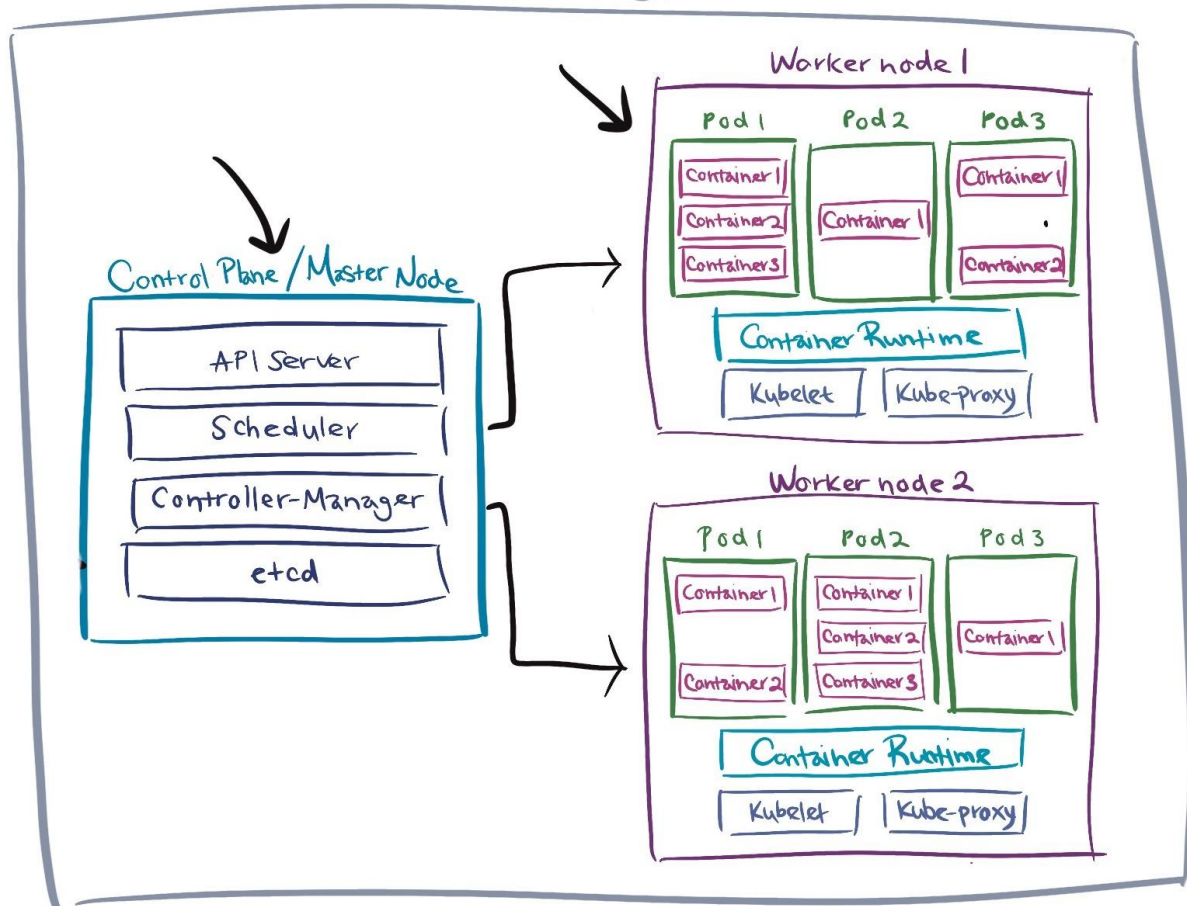 Control Plane / Master Node
API Server
Scheduler
Controller-Manager
etcd
Worker node 1
Pod 1 Pod 2 Pod 3
Container 1
Container 2
Container 3
Container 1
Container 1
Container 2
Container Runtime
Kubelet Kube-proxy
Worker node 2
Pod 1 Pod 2 Pod 3
Container 1
Container 2
Container 1
Container 2
Container 3
Container 1
Container Runtime
Kubelet Kube-proxy